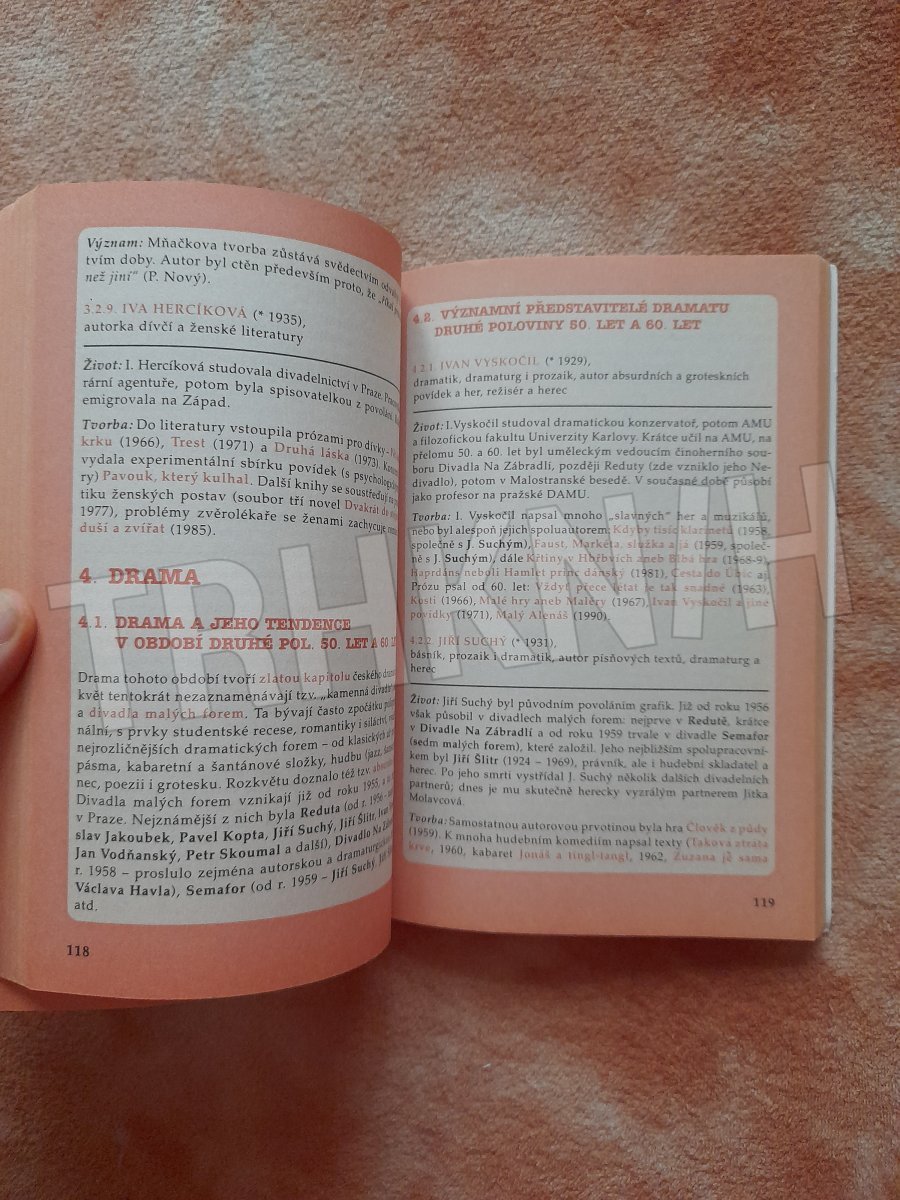 Význam: Mňačkova tvorba zůstává svědectvím
tvím doby. Autor byl ctěn především proto, že „říkal
než jiní“ (P. Nový).
3.2.9. IVA HERCÍKOVÁ (* 1935),
autorka dívčí a ženské literatury
Život: I. Hercíková studovala divadelnictví v Praze.
rární agentuře, potom byla spisovatelkou z povolání.
emigrovala na Západ.
Tvorba: Do literatury vstoupila prózami pro dívky –
krku (1966), Trest (1971) a Druhá láska (1973).
vydala experimentální sbírku povídek (s
ry) Pavouk, který kulhal. Další knihy se soustřeďují na
tiku ženských postav (soubor tří novel Dvakrát do
1977), problémy zvěrolékaře se ženami zachycuje
duší a zvířat (1985).
4. DRAMA
4.1. DRAMA A JEHO TENDENCE
V OBDOBÍ DRUHÉ POL. 50. LET A 60
Drama tohoto období tvoří zlatou kapitolu českého
květ tentokrát nezaznamenávají tzv. „kamenná divadla“
a divadla malých forem. Ta bývají často zpočátku
nální, s prvky studentské recese, romantiky i siláctví,
nejrozličnějších dramatických forem – od klasických
pásma, kabaretní a šantánové složky, hudbu (jazz,
nec, poezii i grotesku. Rozkvětu doznalo též tzv.
Divadla malých forem vznikají již od roku 1955, a
v Praze. Nejznámější z nich byla Reduta (od r. 1956 –
slav Jakoubek, Pavel Kopta, Jiří Suchý, Jiří Šlitr, Ivan
Jan Vodňanský, Petr Skoumal a další), Divadlo Na
r. 1958 – proslulo zejména autorskou a dramaturgickou
Václava Havla), Semafor (od r. 1959 – Jiří Suchý, Jiří
atd.
118
4.2. VÝZNAMNÍ PŘEDSTAVITELÉ DRAMATU
DRUHÉ POLOVINY 50. LET A 60. LET
4.2.1. IVAN VYSKOČIL (* 1929),
dramatik, dramaturg i prozaik, autor absurdních a groteskních
povídek a her, režisér a herec
Život: I.Vyskočil studoval dramatickou konzervatoř, potom AMU
a filozofickou fakultu Univerzity Karlovy. Krátce učil na AMU, na
přelomu 50. a 60. let byl uměleckým vedoucím činoherního sou-
boru Divadla Na Zábradlí, později Reduty (zde vzniklo jeho Ne-
divadlo), potom v Malostranské besedě. V současné době působí
jako profesor na pražské DAMU.
Tvorba: I. Vyskočil napsal mnoho „slavných“ her a muzikálů,
nebo byl alespoň jejich spoluautorem: Kdyby tisíc klarinetů (1958,
společně s J. Suchým), Faust, Markéta, služka a já (1959, společ-
ně s J. Suchým), dále Křtiny v Hbřbvích aneb Blbá hra (1968-9),
Haprdáns neboli Hamlet princ dánský (1981), Cesta do Úbic aj.
Prózu psal od 60. let: Vždyť přece létat je tak snadné (1963),
Kosti (1966), Malé hry aneb Maléry (1967), Ivan Vyskočil a jiné
povídky (1971), Malý Alenáš (1990).
4.2.2. JIŘÍ SUCHÝ (* 1931),
básník, prozaik i dramatik, autor písňových textů, dramaturg a
herec
Život: Jiří Suchý byl původním povoláním grafik. Již od roku 1956
však působil v divadlech malých forem: nejprve v Redutě, krátce
v Divadle Na Zábradlí a od roku 1959 trvale v divadle Semafor
(sedm malých forem), které založil. Jeho nejbližším spolupracovní-
kem byl Jiří Šlitr (1924 – 1969), právník, ale i hudební skladatel a
herec. Po jeho smrti vystřídal J. Suchý několik dalších divadelních
partnerů; dnes je mu skutečně herecky vyzrálým partnerem Jitka
Molavcová.
Tvorba: Samostatnou autorovou prvotinou byla hra Člověk z půdy
(1959). K mnoha hudebním komediím napsal texty (Taková ztráta
krve, 1960, kabaret Jonáš a tingl-tangl, 1962, Zuzana je sama
119
TRHKNIH